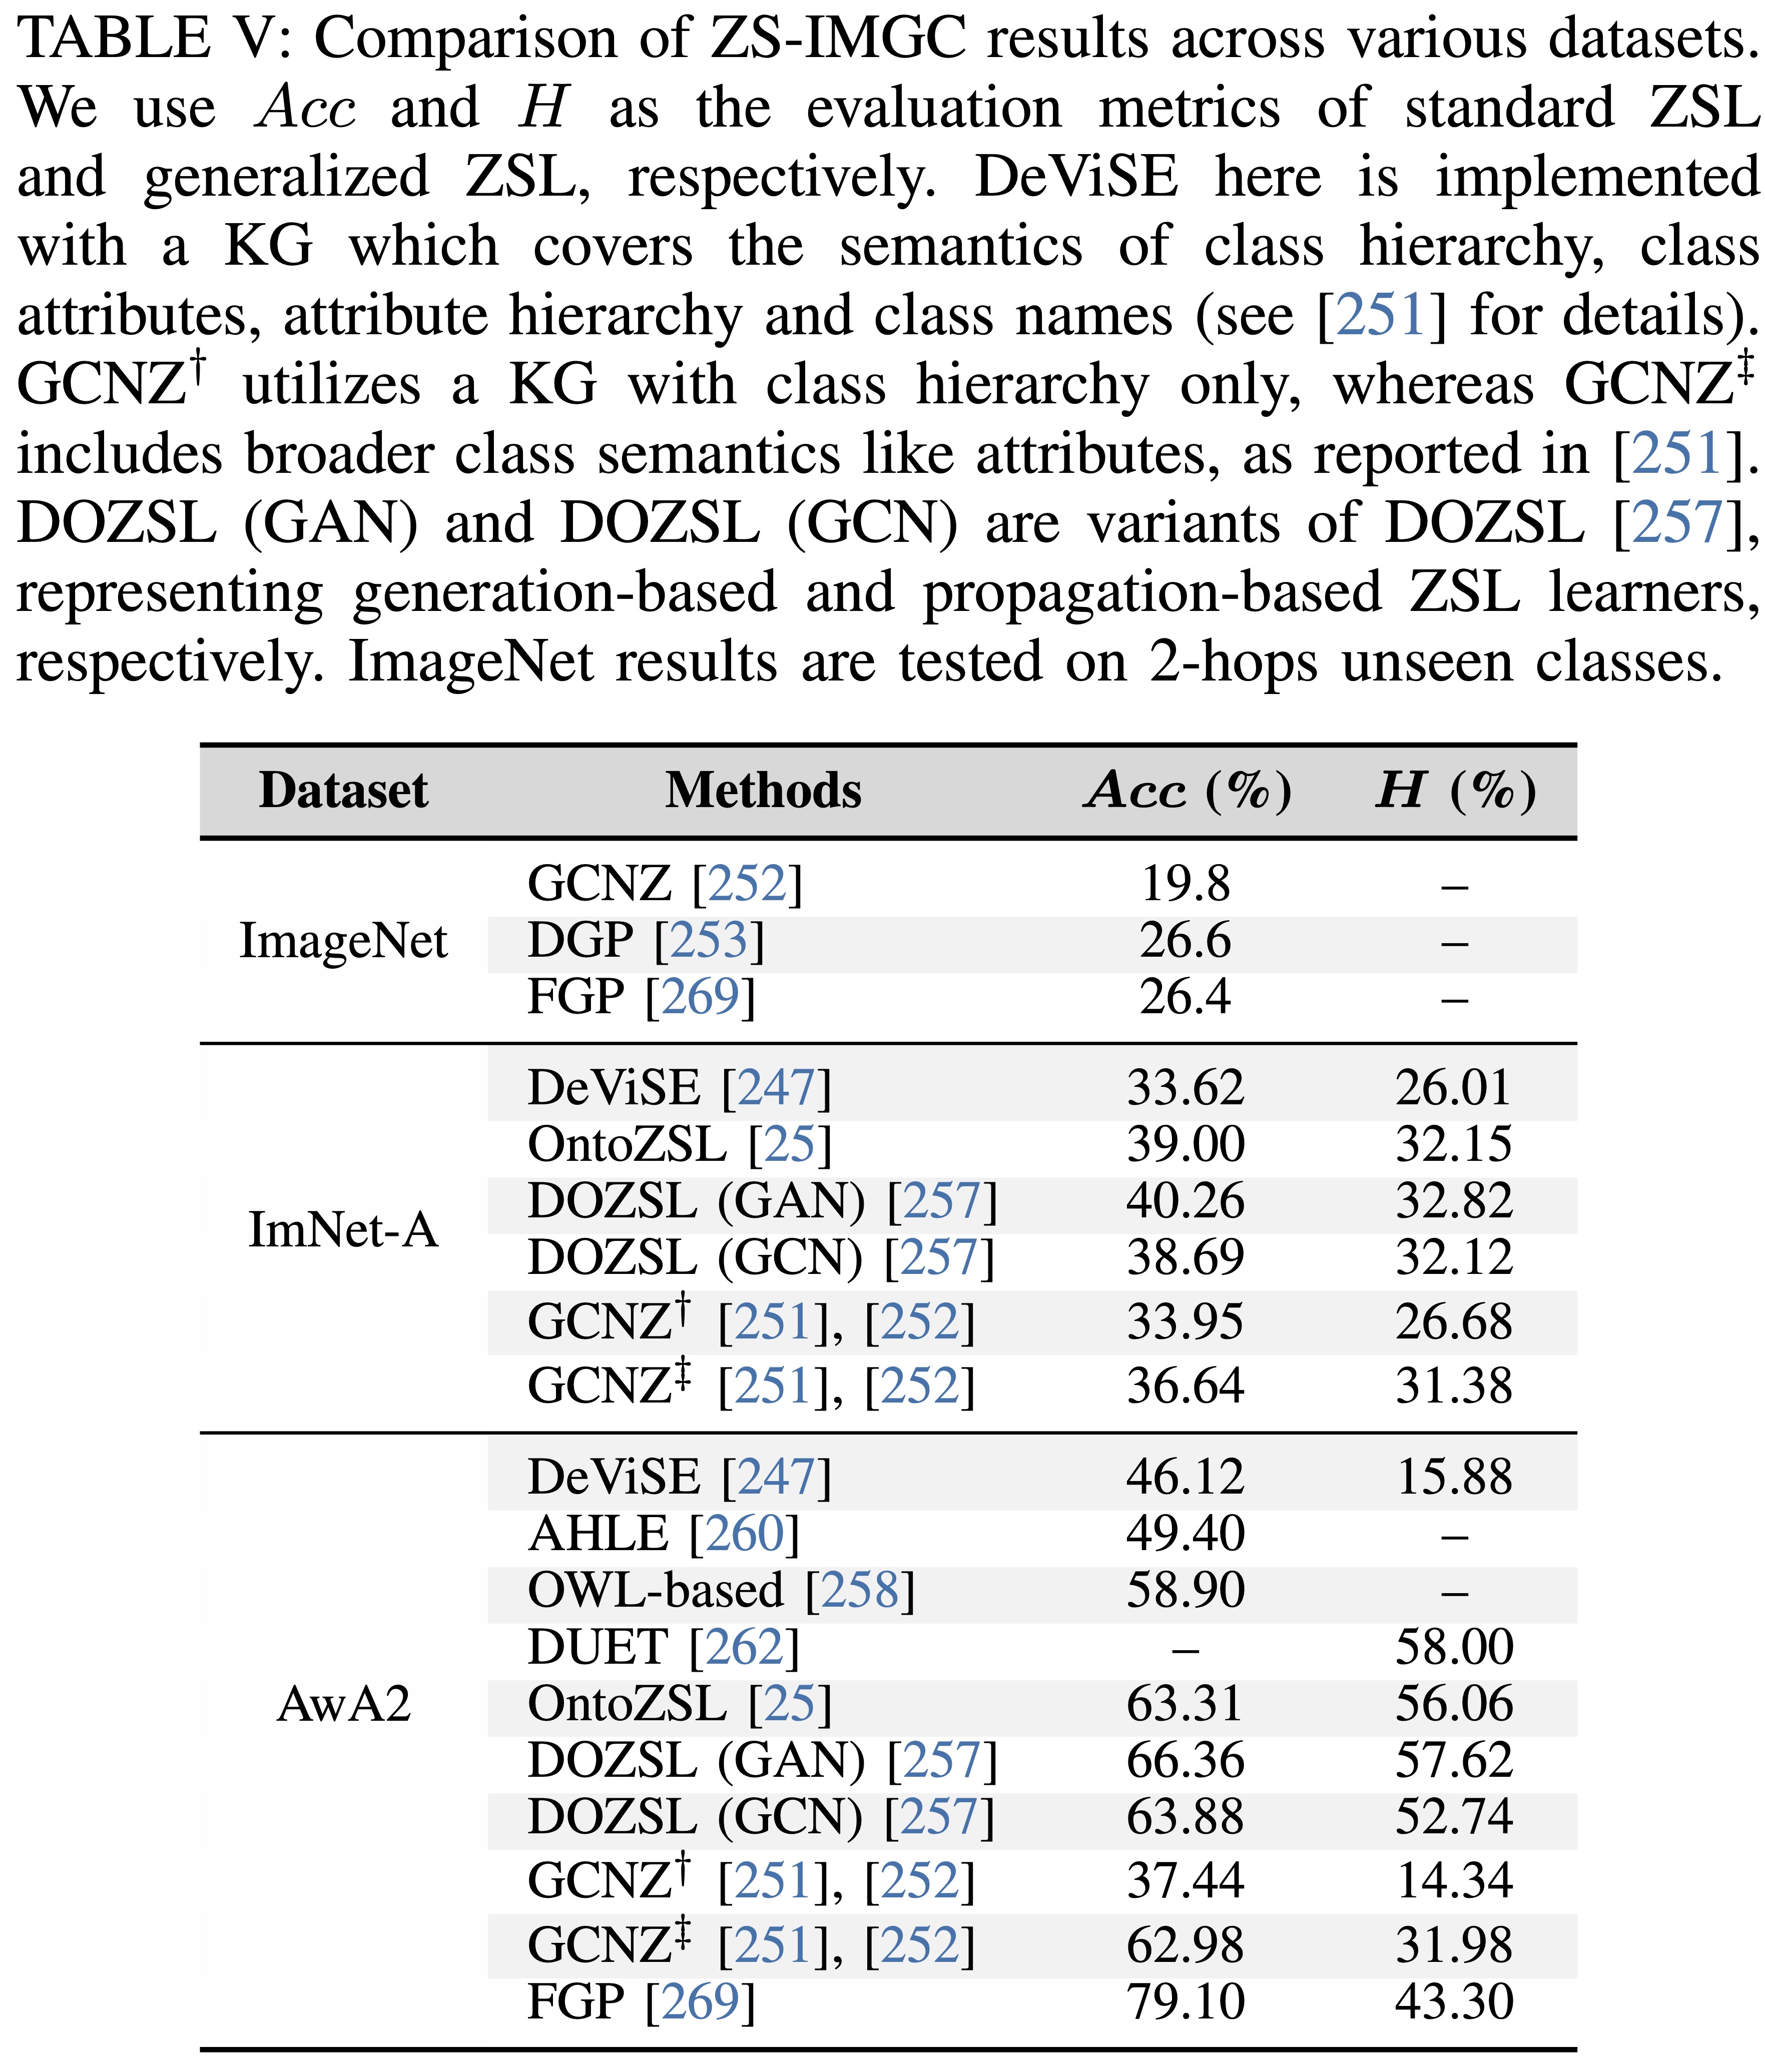 TABLE V: Comparison of ZS-IMGC results across various datasets.
We use Acc and H as the evaluation metrics of standard ZSL
and generalized ZSL, respectively. DeViSE here is implemented
with a KG which covers the semantics of class hierarchy, class
attributes, attribute hierarchy and class names (see [251] for details).
GCNZ† utilizes a KG with class hierarchy only, whereas GCNZ‡
includes broader class semantics like attributes, as reported in [251].
DOZSL (GAN) and DOZSL (GCN) are variants of DOZSL [257],
representing generation-based and propagation-based ZSL learners,
respectively. ImageNet results are tested on 2-hops unseen classes.
Dataset Methods Acc (%) H (%)
GCNZ [252] 19.8 –
ImageNet DGP [253] 26.6 –
FGP [269] 26.4 –
DeViSE [247] 33.62 26.01
OntoZSL [25] 39.00 32.15
DOZSL (GAN) [257] 40.26 32.82
ImNet-A DOZSL (GCN) [257] 38.69 32.12
GCNZ† [251], [252] 33.95 26.68
GCNZ‡ [251], [252] 36.64 31.38
DeViSE [247] 46.12 15.88
AHLE [260] 49.40 –
OWL-based [258] 58.90 –
DUET [262] – 58.00
AwA2 OntoZSL [25] 63.31 56.06
DOZSL (GAN) [257] 66.36 57.62
DOZSL (GCN) [257] 63.88 52.74
GCNZ† [251], [252] 37.44 14.34
GCNZ‡ [251], [252] 62.98 31.98
FGP [269] 79.10 43.30